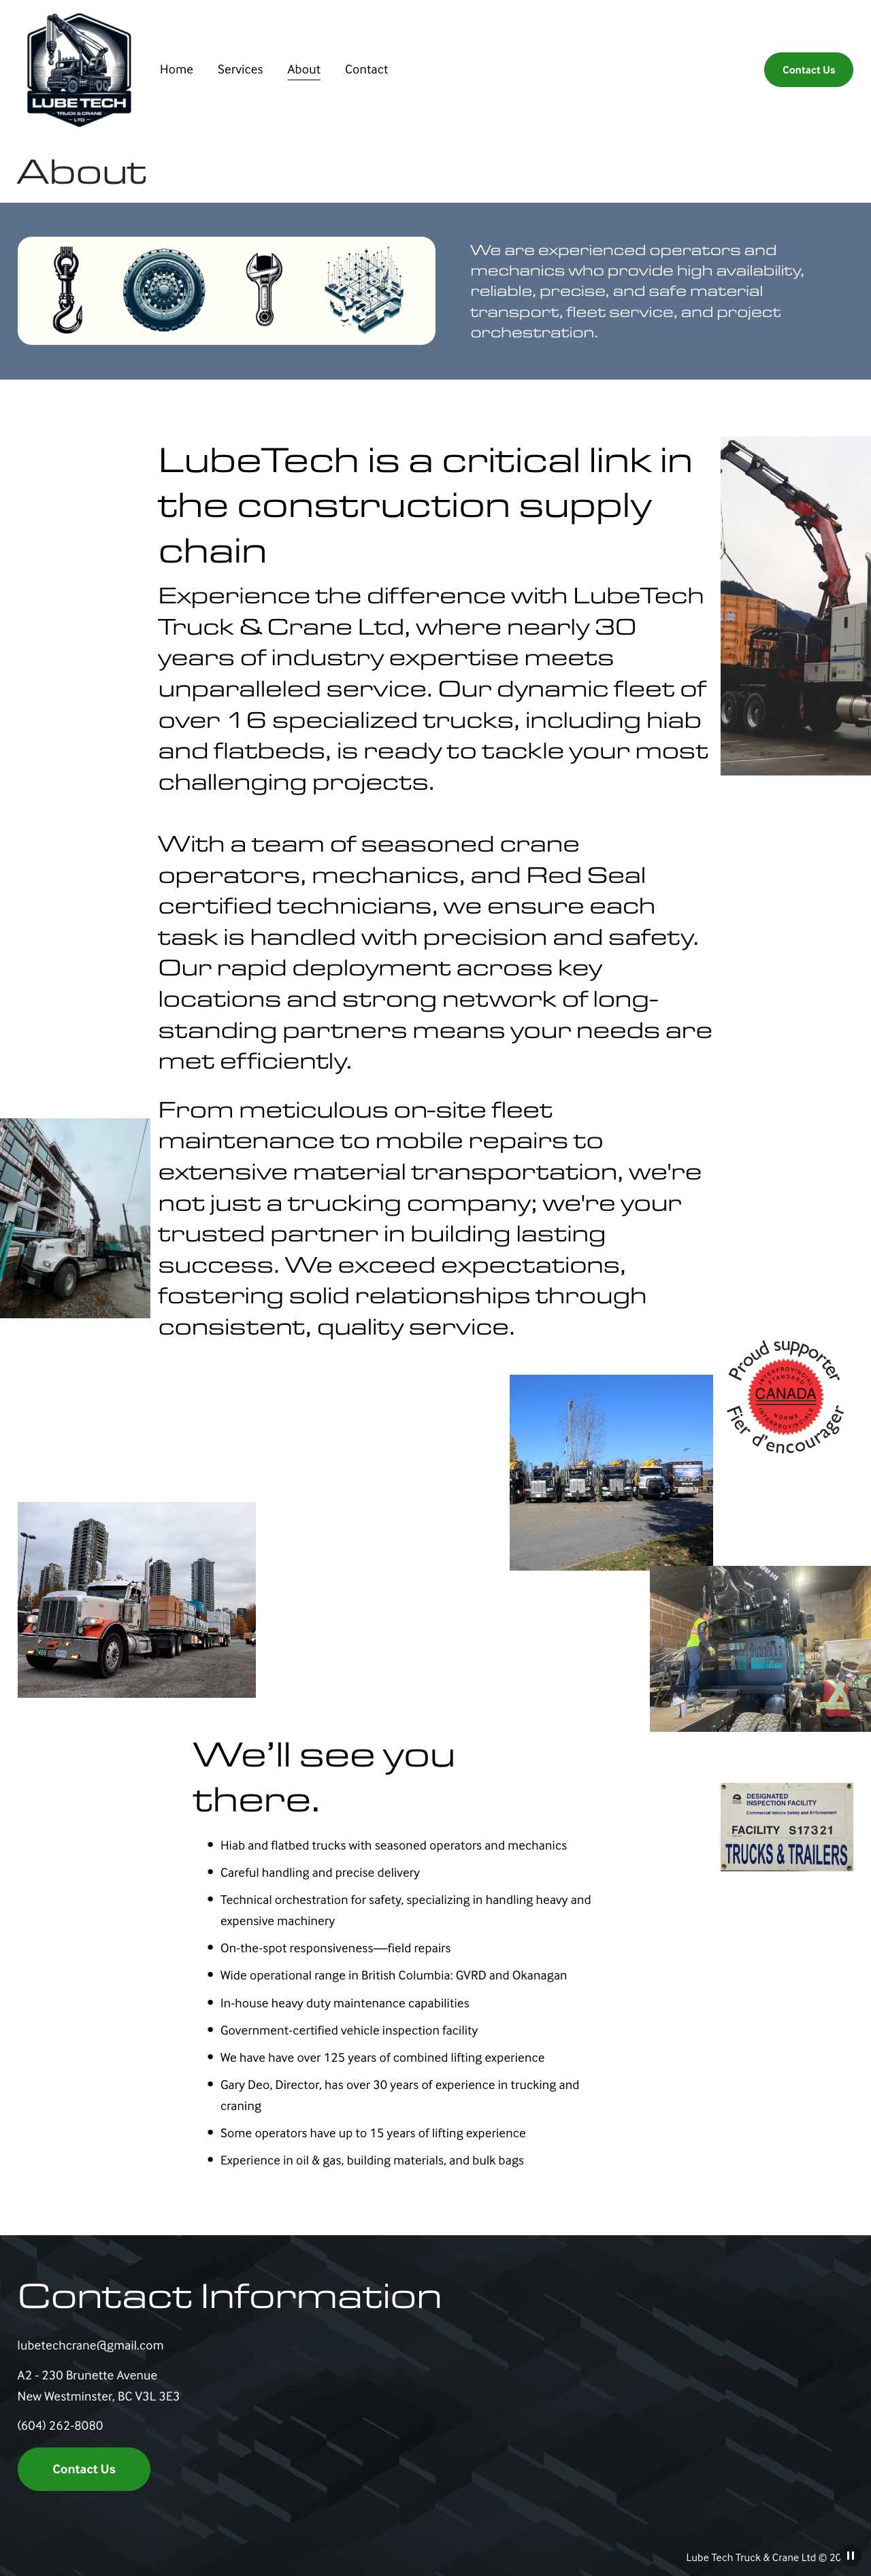 LUBE TECH
TRUCK & CRANE
LTD
Home Services About Contact
Contact Us
About
We are experienced operators and
mechanics who provide high availability,
reliable, precise, and safe material
transport, fleet service, and project
orchestration.
LubeTech is a critical link in
the construction supply
chain
Experience the difference with LubeTech
Truck & Crane Ltd, where nearly 30
years of industry expertise meets
unparalleled service. Our dynamic fleet of
over 16 specialized trucks, including hiab
and flatbeds, is ready to tackle your most
challenging projects.
With a team of seasoned crane
operators, mechanics, and Red Seal
certified technicians, we ensure each
task is handled with precision and safety.
Our rapid deployment across key
locations and strong network of long-
standing partners means your needs are
met efficiently.
From meticulous on-site fleet
maintenance to mobile repairs to
extensive material transportation, we're
not just a trucking company; we're your
trusted partner in building lasting
success. We exceed expectations,
fostering solid relationships through
consistent, quality service.
Proud supporter
INTERPROVINCIAL
STANDARD
CANADA
NORME
INTERPROVINCIALE
Fier d'encourager
We’ll see you
there.
DESIGNATED
INSPECTION FACILITY
Commercial Vehicle Safety and Enforcement
FACILITY S17321
TRUCKS & TRAILERS
• Hiab and flatbed trucks with seasoned operators and mechanics
• Careful handling and precise delivery
• Technical orchestration for safety, specializing in handling heavy and
expensive machinery
• On-the-spot responsiveness—field repairs
• Wide operational range in British Columbia: GVRD and Okanagan
• In-house heavy duty maintenance capabilities
• Government-certified vehicle inspection facility
• We have have over 125 years of combined lifting experience
• Gary Deo, Director, has over 30 years of experience in trucking and
craning
• Some operators have up to 15 years of lifting experience
• Experience in oil & gas, building materials, and bulk bags
Contact Information
lubetechcrane@gmail.com
A2 - 230 Brunette Avenue
New Westminster, BC V3L 3E3
(604) 262-8080
Contact Us
Lube Tech Truck & Crane Ltd © 20